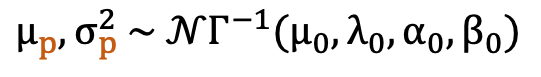 μₚ, σₚ² ~ 𝒩Γ⁻¹(μ₀, λ₀, α₀, β₀)